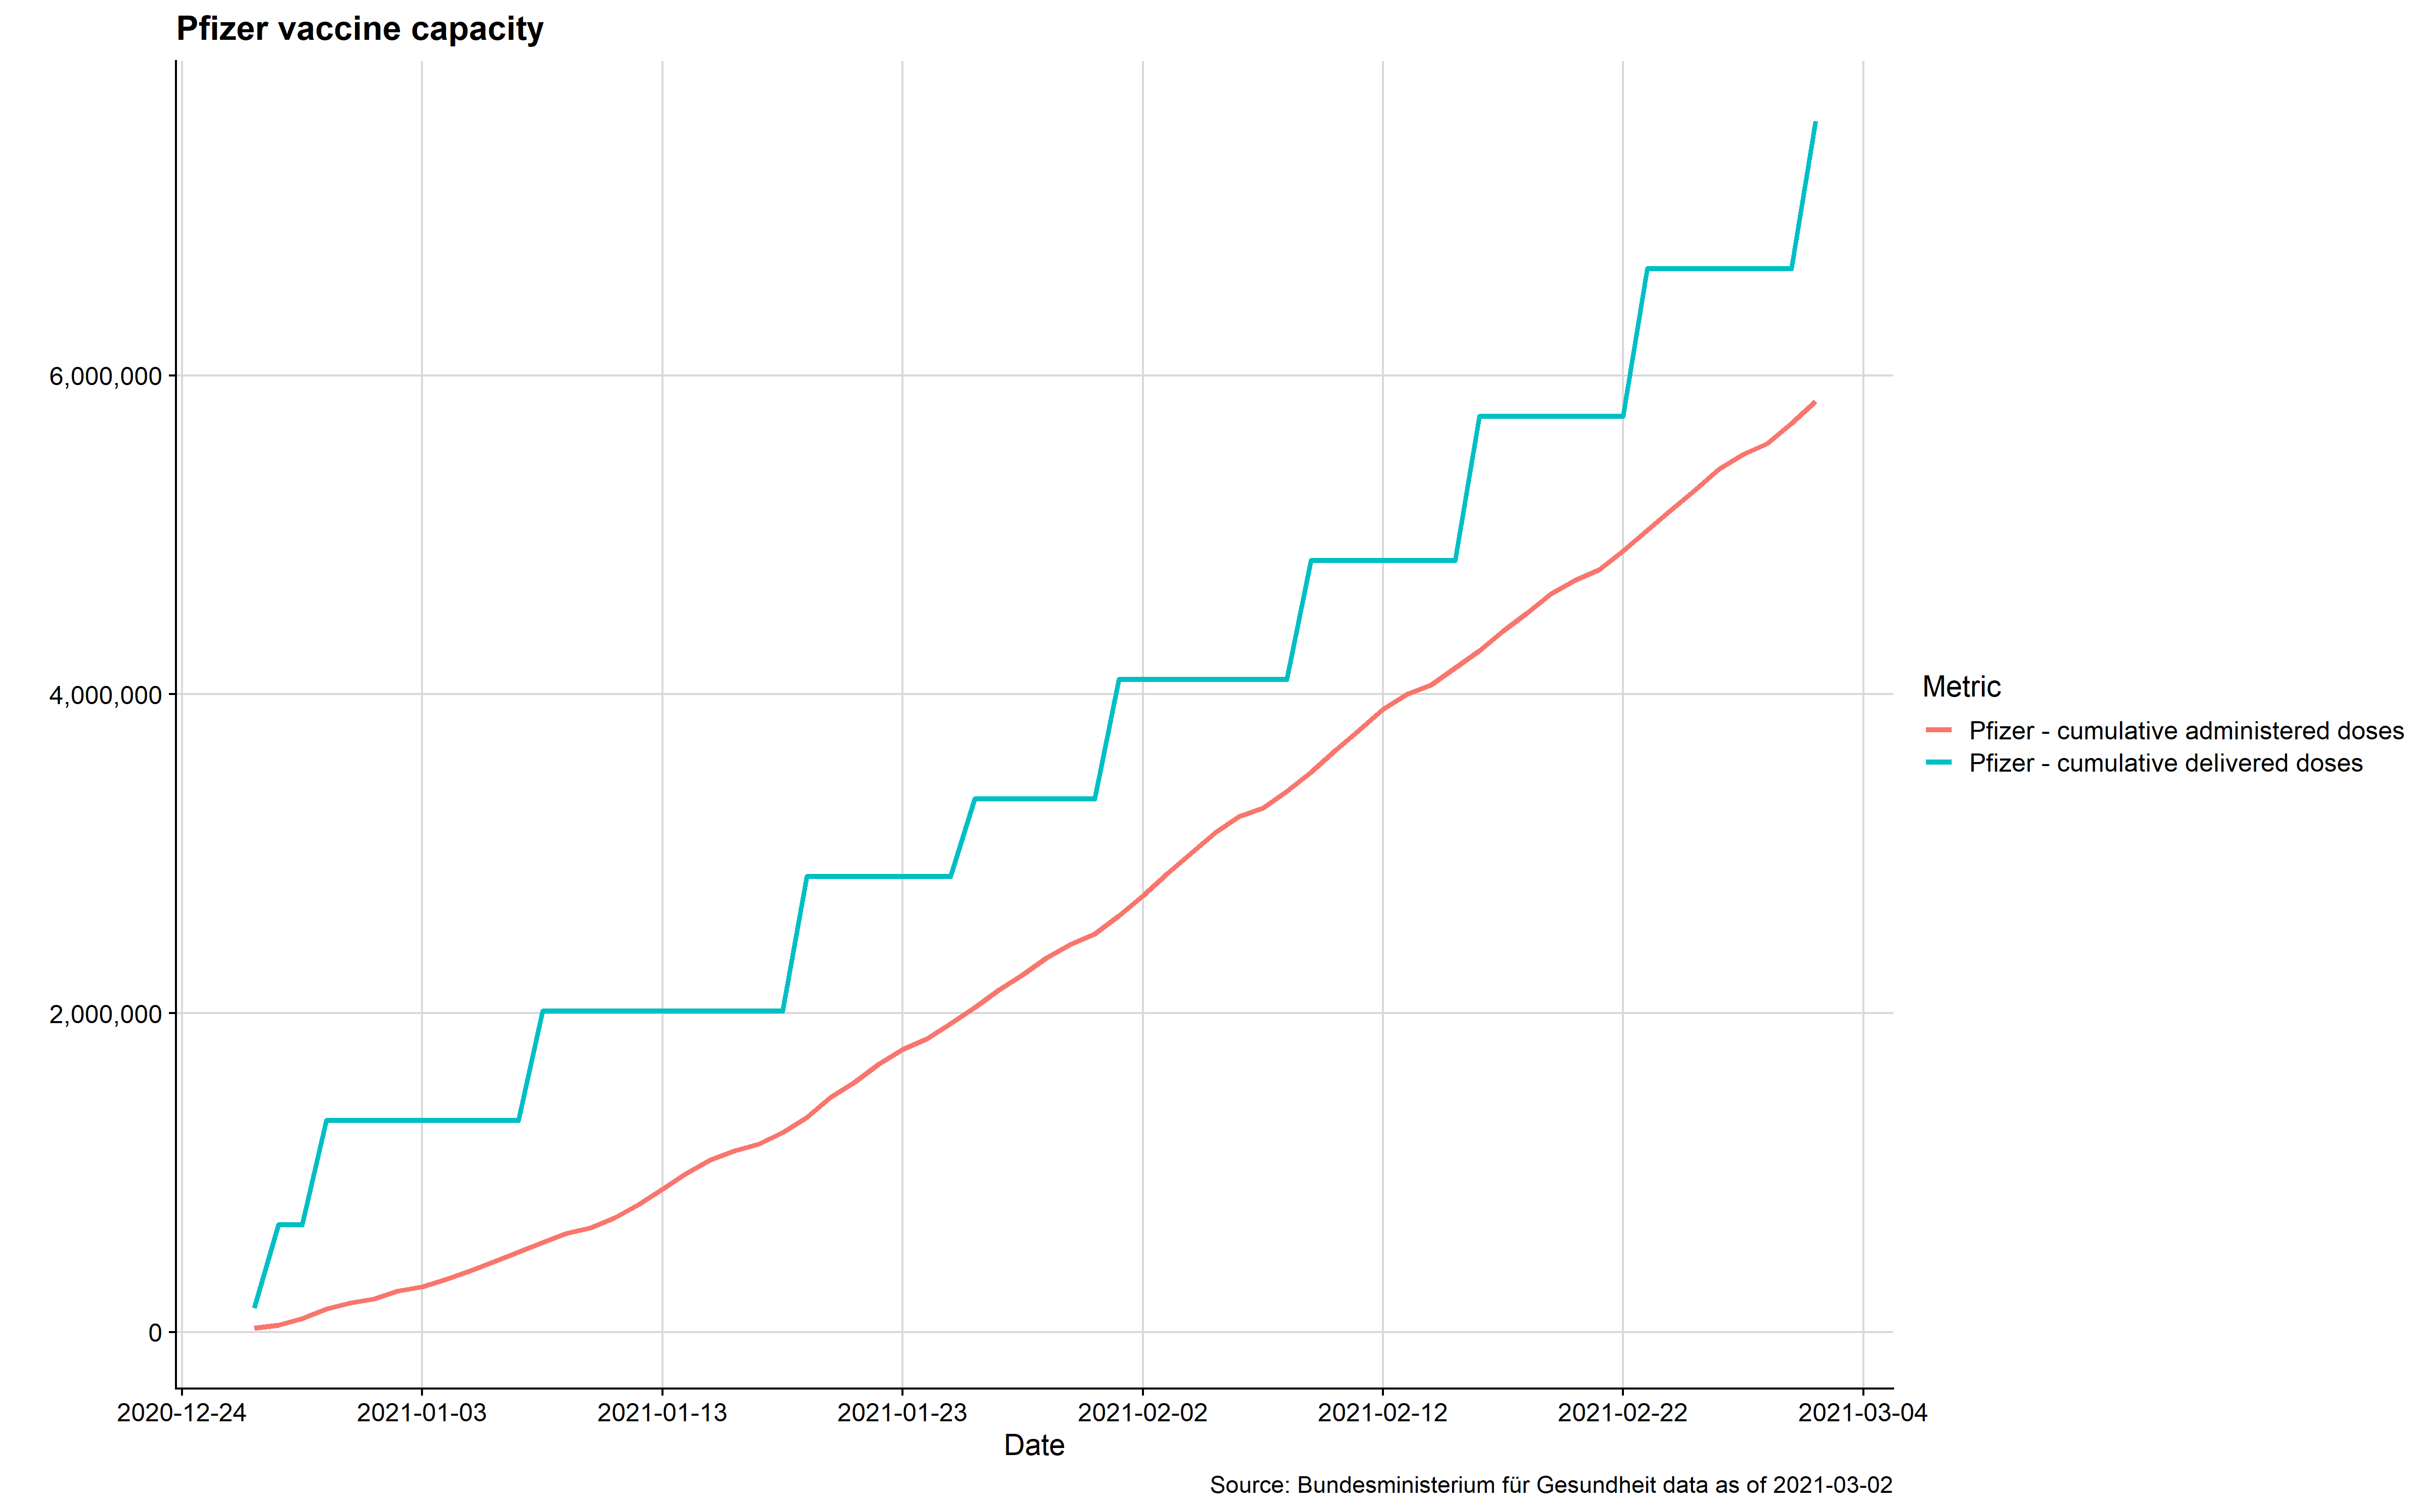 Pfizer vaccine capacity
6,000,000
4,000,000
2,000,000
0
2020-12-24 2021-01-03 2021-01-13 2021-01-23 2021-02-02 2021-02-12 2021-02-22 2021-03-04
Date
Metric
Pfizer - cumulative administered doses
Pfizer - cumulative delivered doses
Source: Bundesministerium für Gesundheit data as of 2021-03-02